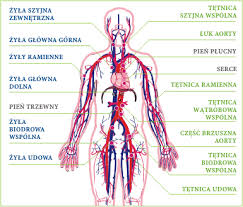 ŻYŁA SZYJNA
ZEWNĘTRZNA
ŻYŁA GŁÓWNA GÓRNA
ŻYŁY RAMIENNE
ŻYŁA GŁÓWNA
DOLNA
PIEŃ TRZEWNY
ŻYŁA
BIODROWA
WSPÓLNA
ŻYŁA UDOWA
TĘTNICA
SZYJNA WSPÓLNA
ŁUK AORTY
PIEŃ PŁUCNY
SERCE
TĘTNICA RAMIENNA
TĘTNICA
WĄTROBOWA
WSPÓLNA
CZĘŚĆ BRZUSZNA
AORTY
TĘTNICA
BIODROWA
WSPÓLNA
TĘTNICA UDOWA